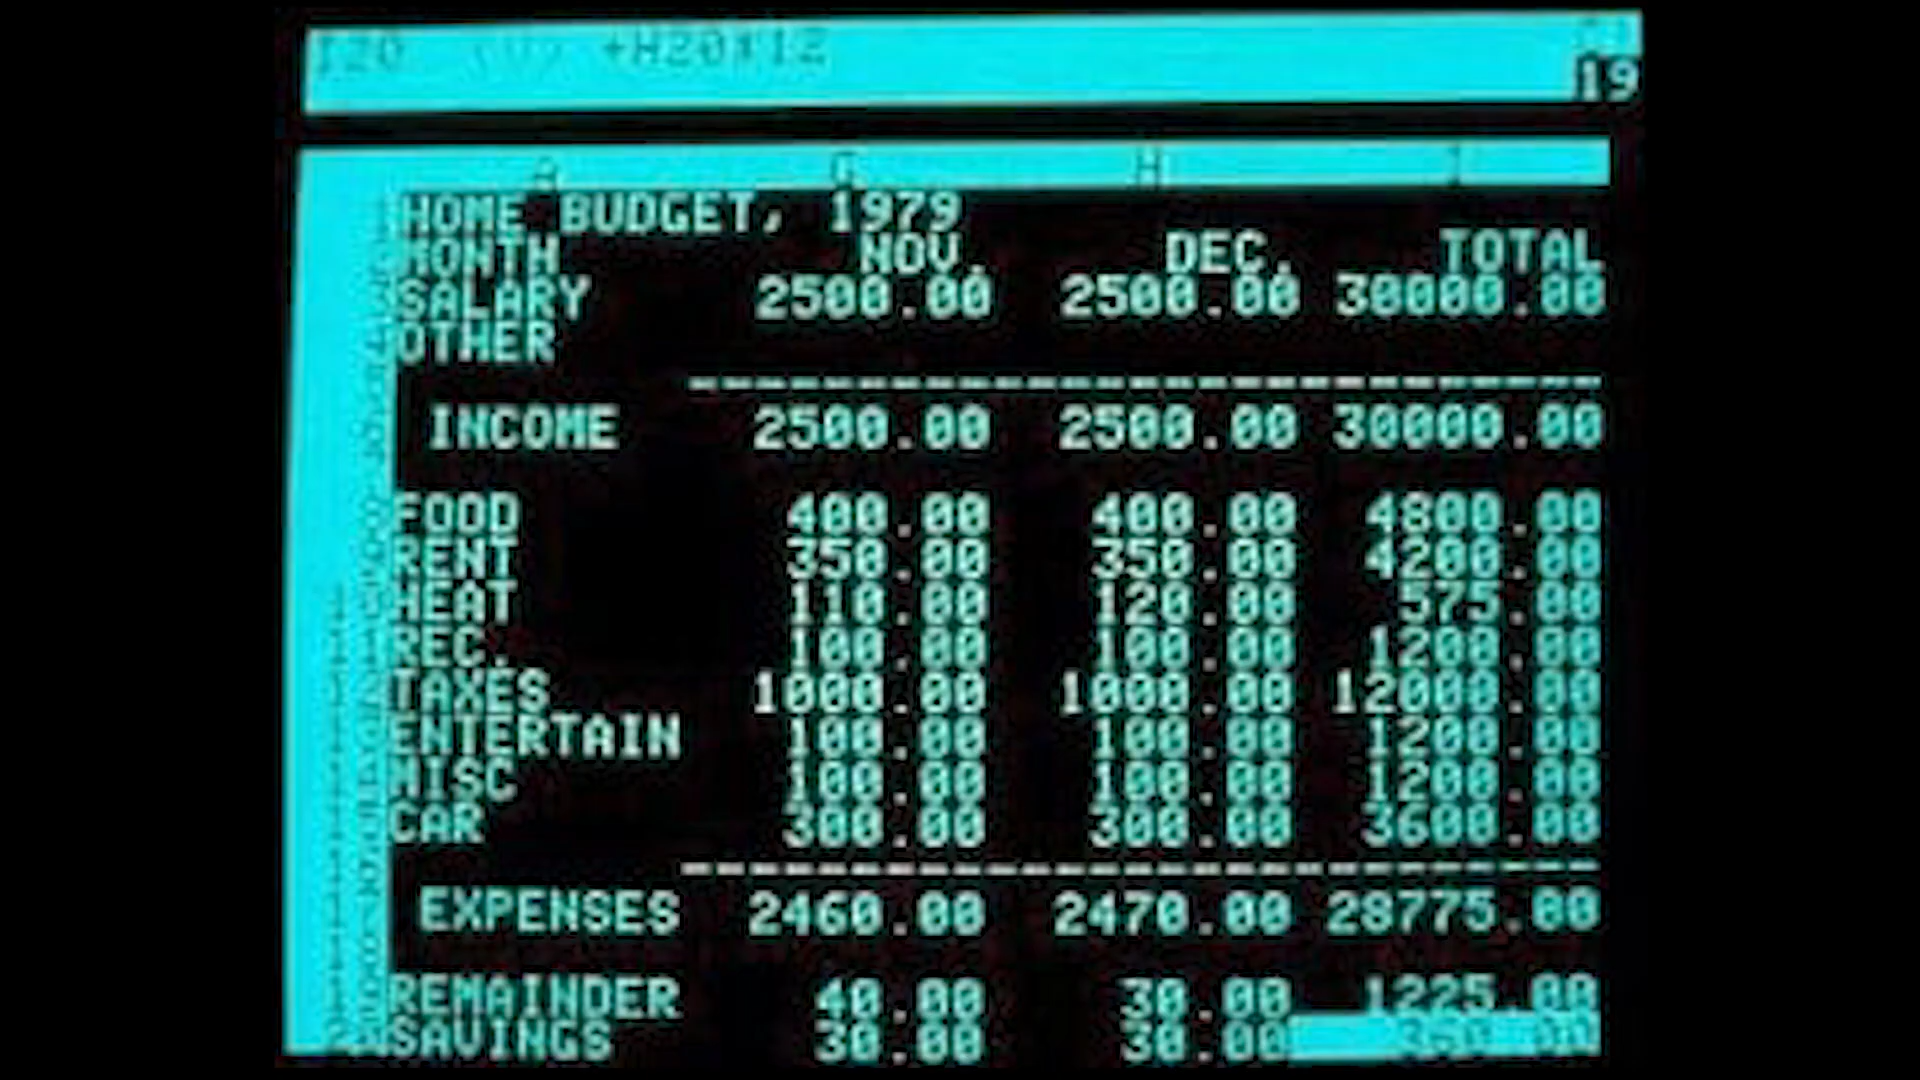 I20 (V) +H20*12
19
A G H I
HOME BUDGET, 1979
MONTH NOV. DEC. TOTAL
SALARY 2500.00 2500.00 30000.00
OTHER
INCOME 2500.00 2500.00 30000.00
FOOD 400.00 400.00 4800.00
RENT 350.00 350.00 4200.00
HEAT 110.00 120.00 575.00
REC. 100.00 100.00 1200.00
TAXES 1000.00 1000.00 12000.00
ENTERTAIN 100.00 100.00 1200.00
MISC 100.00 100.00 1200.00
CAR 300.00 300.00 3600.00
EXPENSES 2460.00 2470.00 28775.00
REMAINDER 40.00 30.00 1225.00
SAVINGS 30.00 30.00 360.00